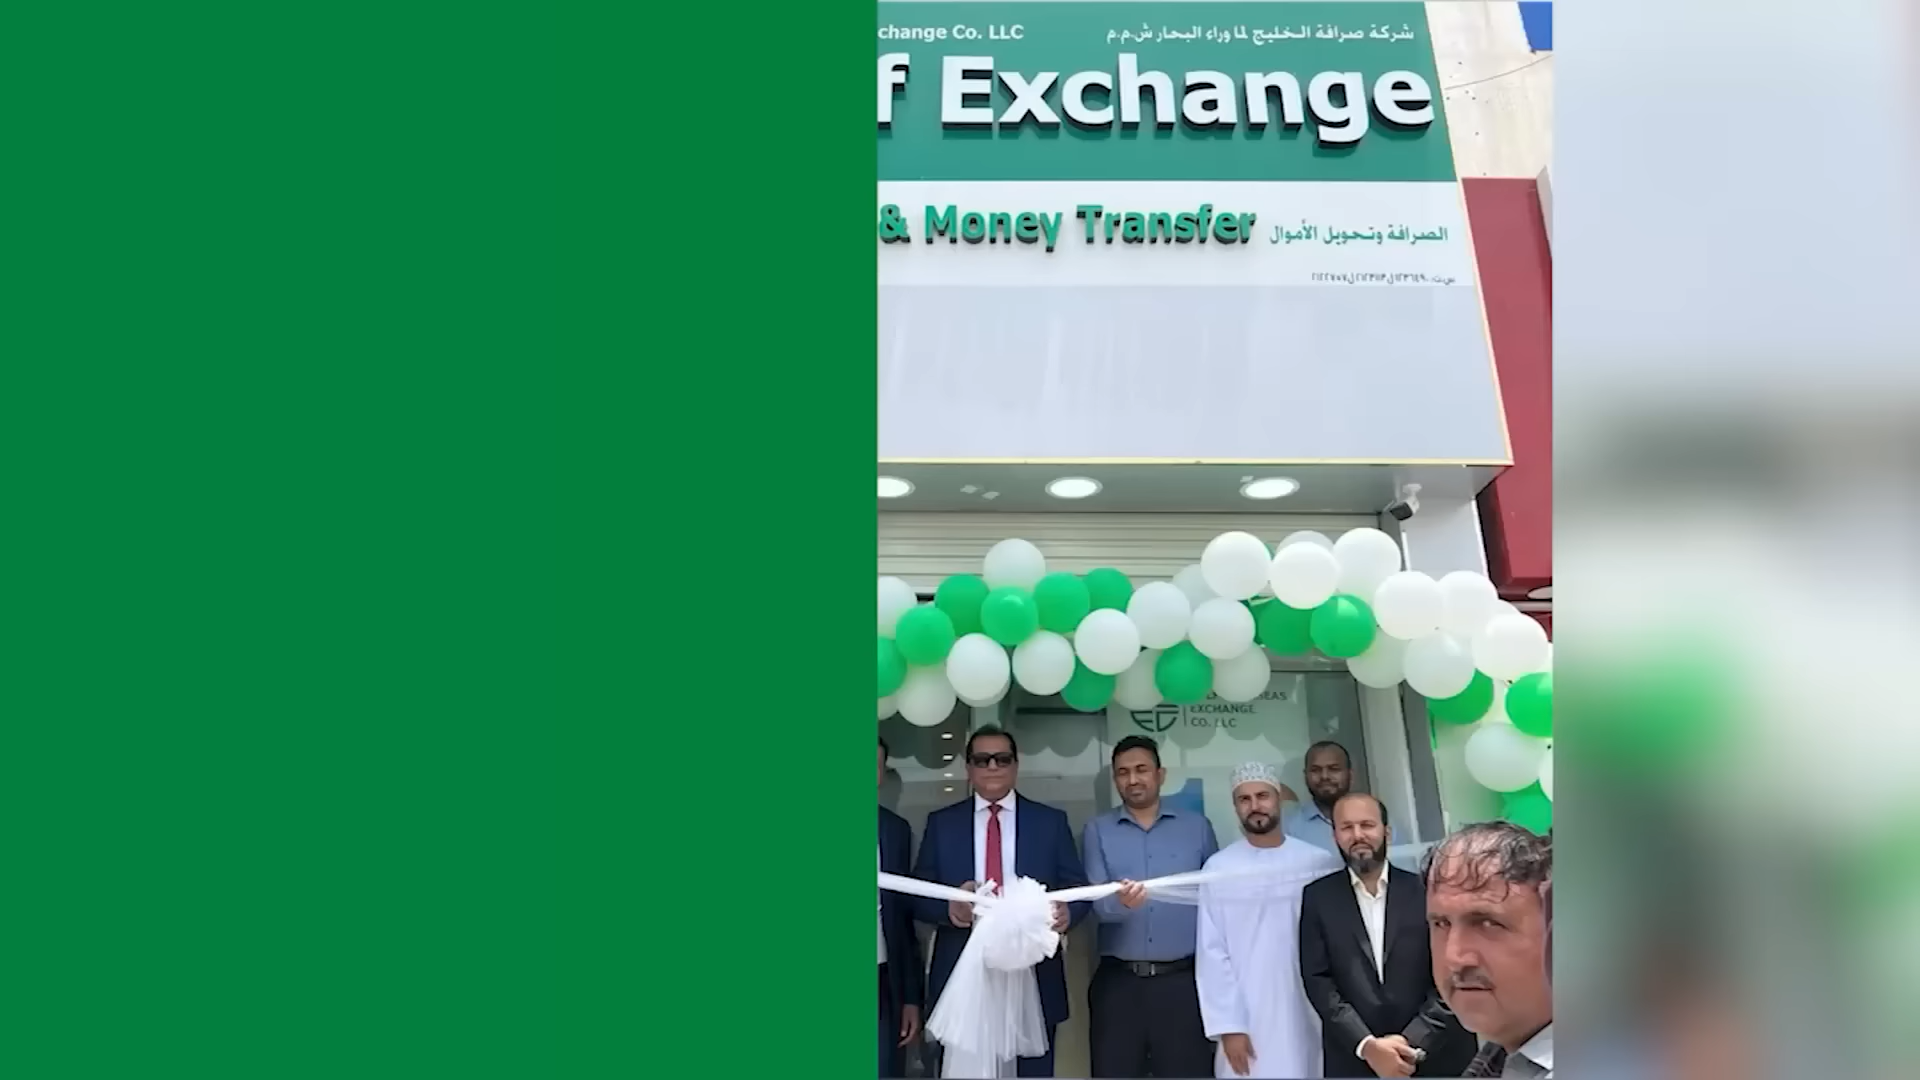 change Co. LLC شركة صرافة الخليج لما وراء البحار ش.م.م
f Exchange
& Money Transfer الصرافة وتحويل الأموال
EXCHANGE
CO. LLC